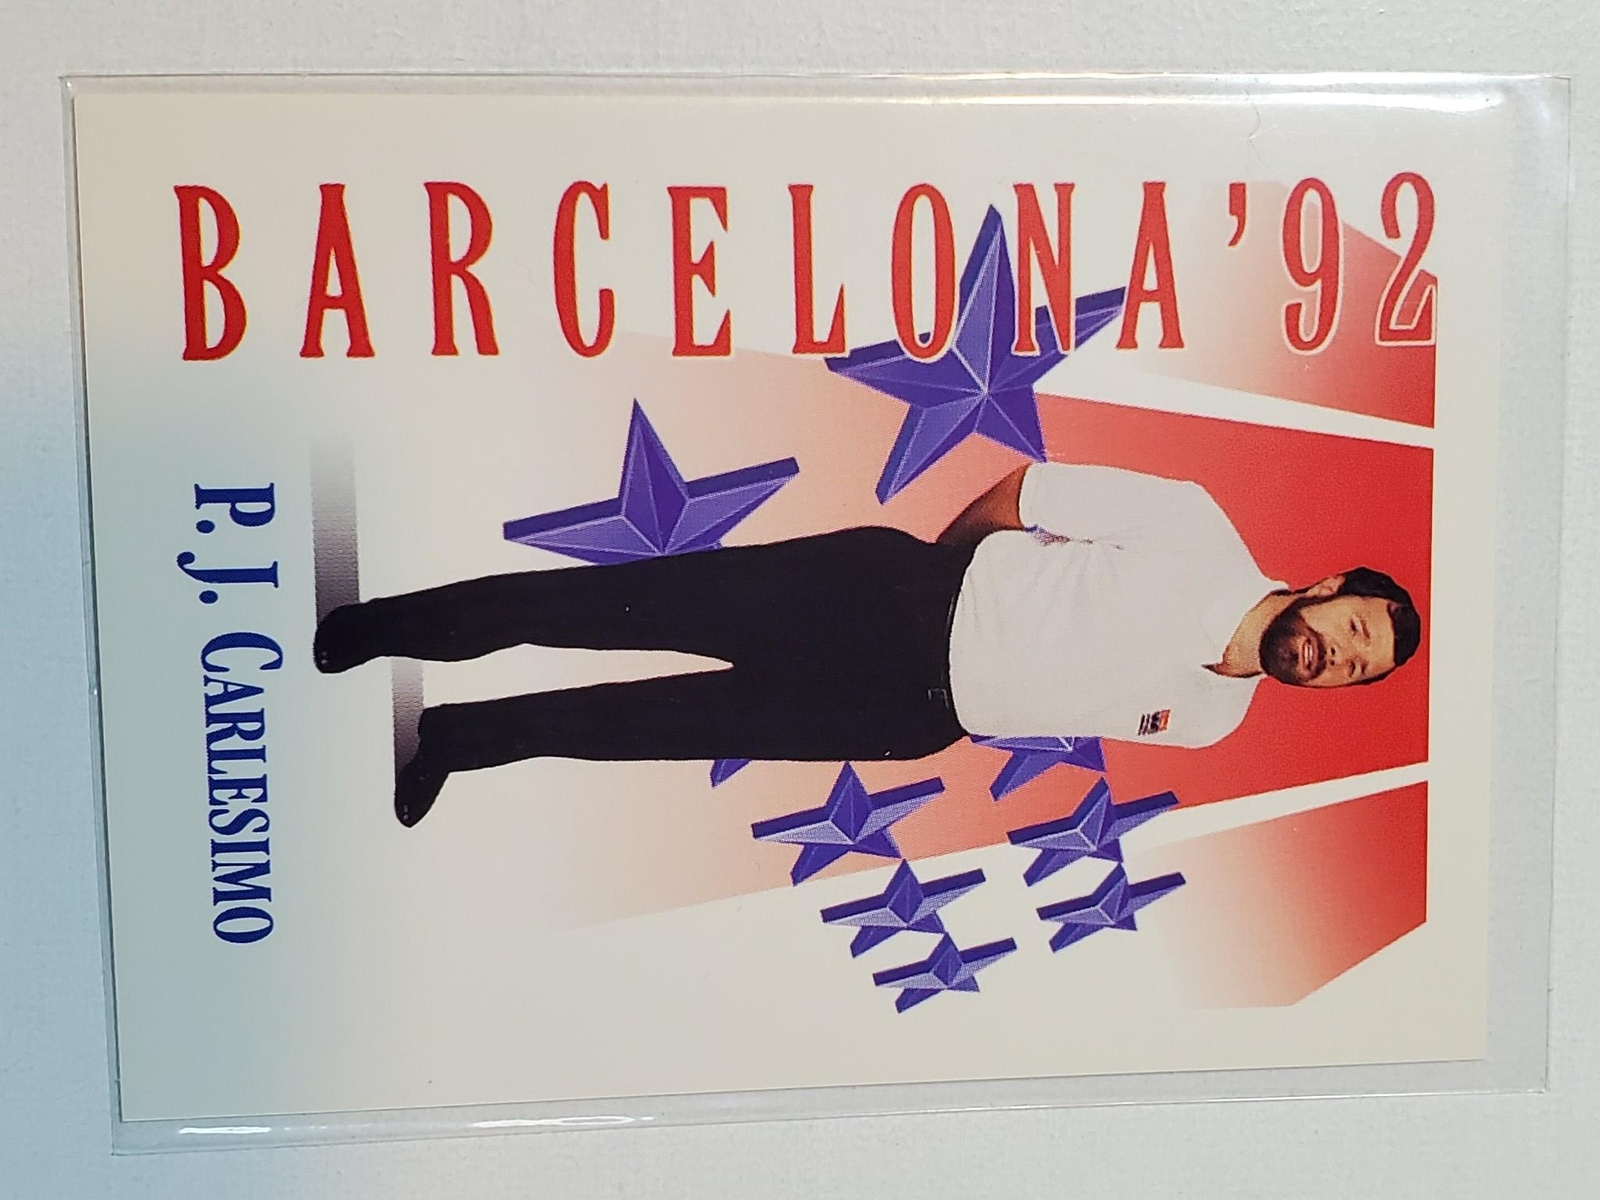 BARCELONA '92
P.J. CARLESIMO